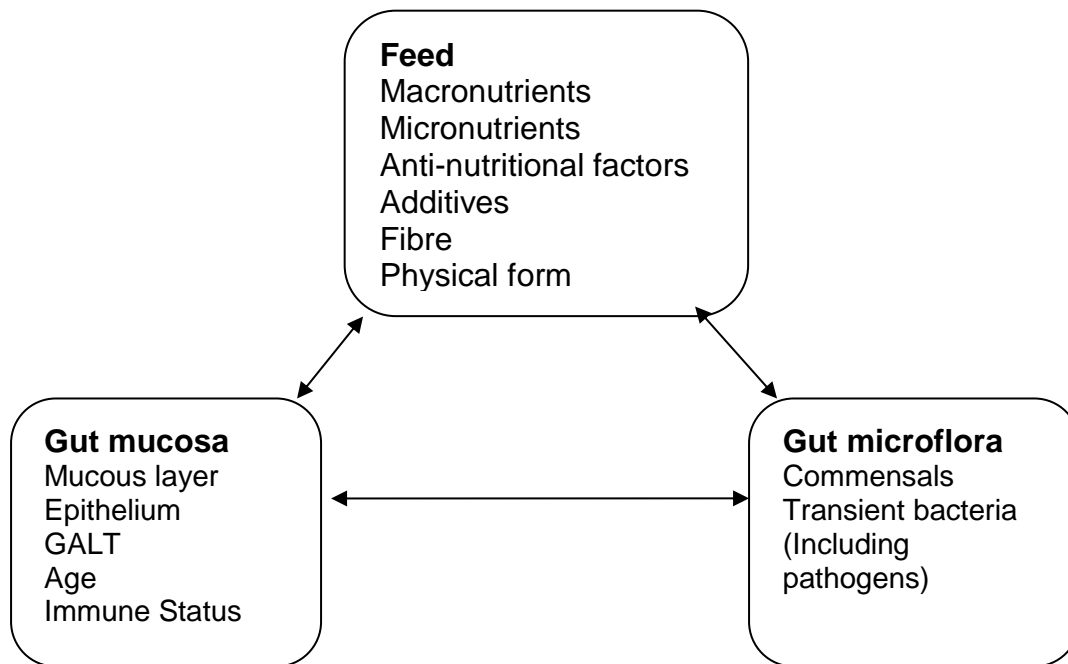 Feed
Macronutrients
Micronutrients
Anti-nutritional factors
Additives
Fibre
Physical form
Gut mucosa
Mucous layer
Epithelium
GALT
Age
Immune Status
Gut microflora
Commensals
Transient bacteria
(Including
pathogens)